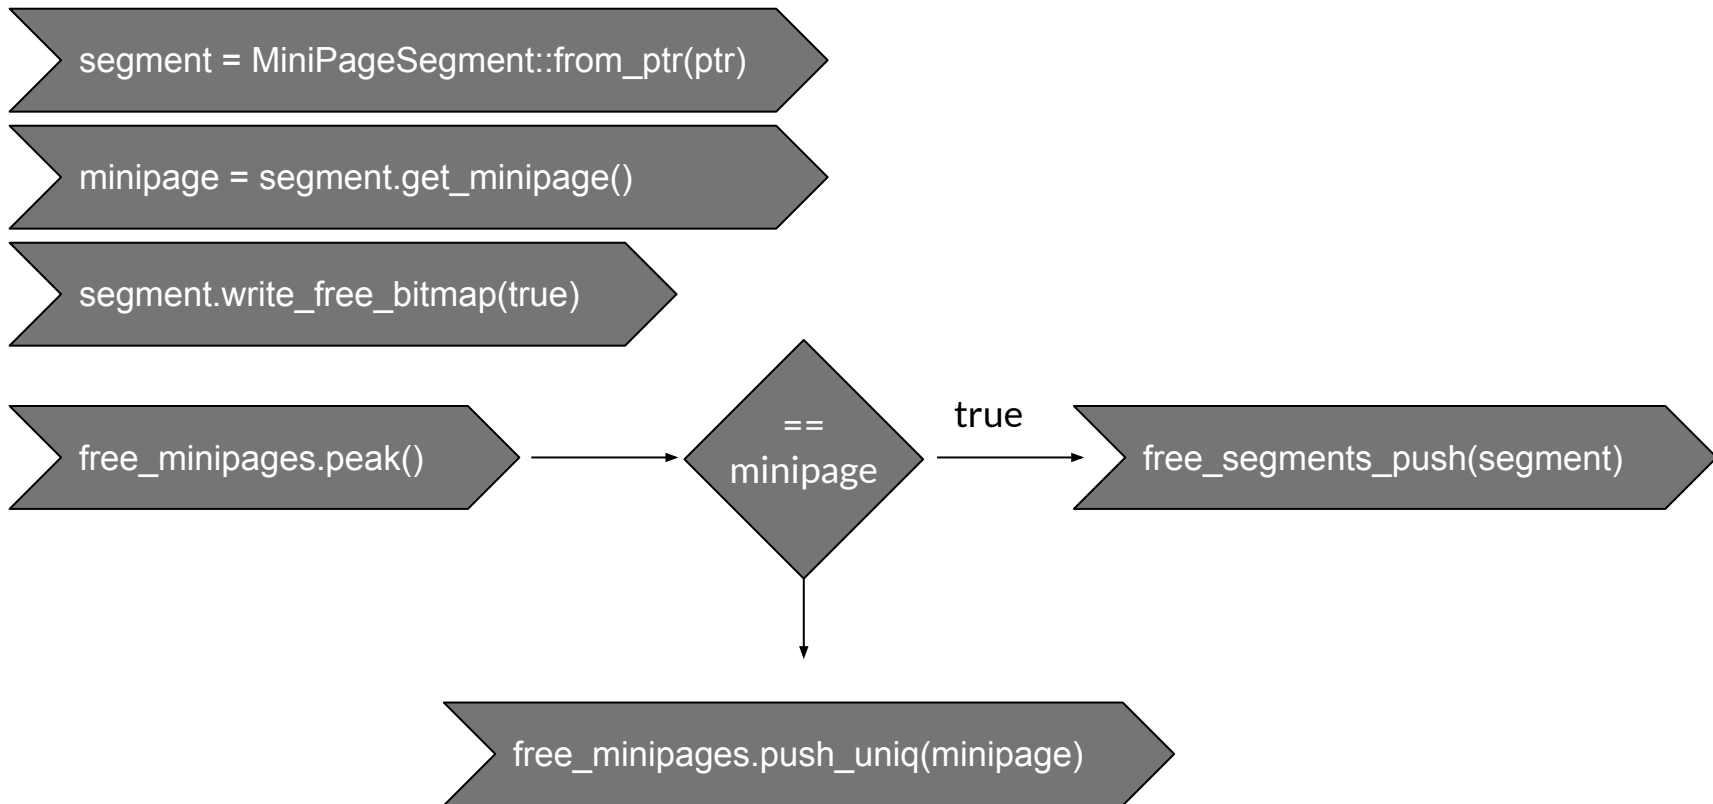 segment = MiniPageSegment::from_ptr(ptr)
minipage = segment.get_minipage()
segment.write_free_bitmap(true)
free_minipages.peak()
==
minipage
true
free_segments_push(segment)
free_minipages.push_uniq(minipage)